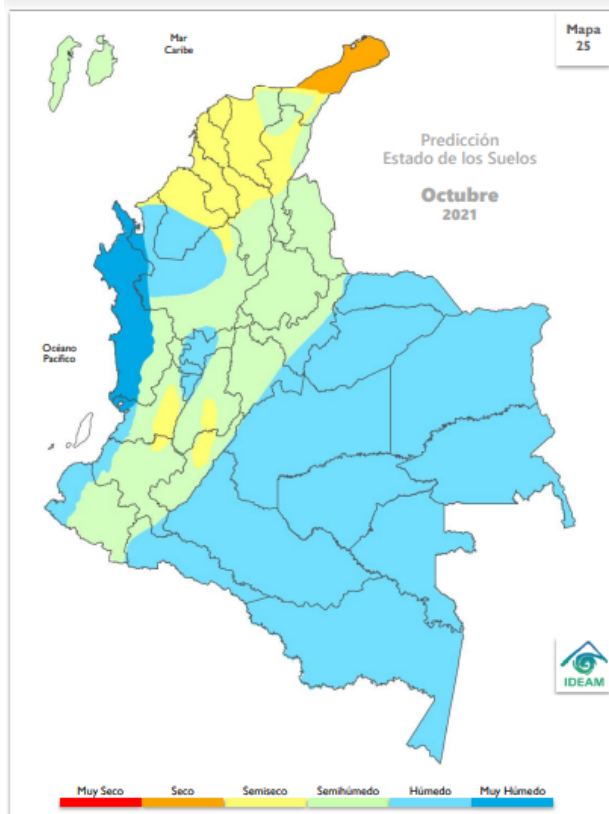 Mapa
25
Mar
Caribe
Predicción
Estado de los Suelos
Octubre
2021
Océano
Pacífico
IDEAM
Muy Seco Seco Semiseco Semihúmedo Húmedo Muy Húmedo